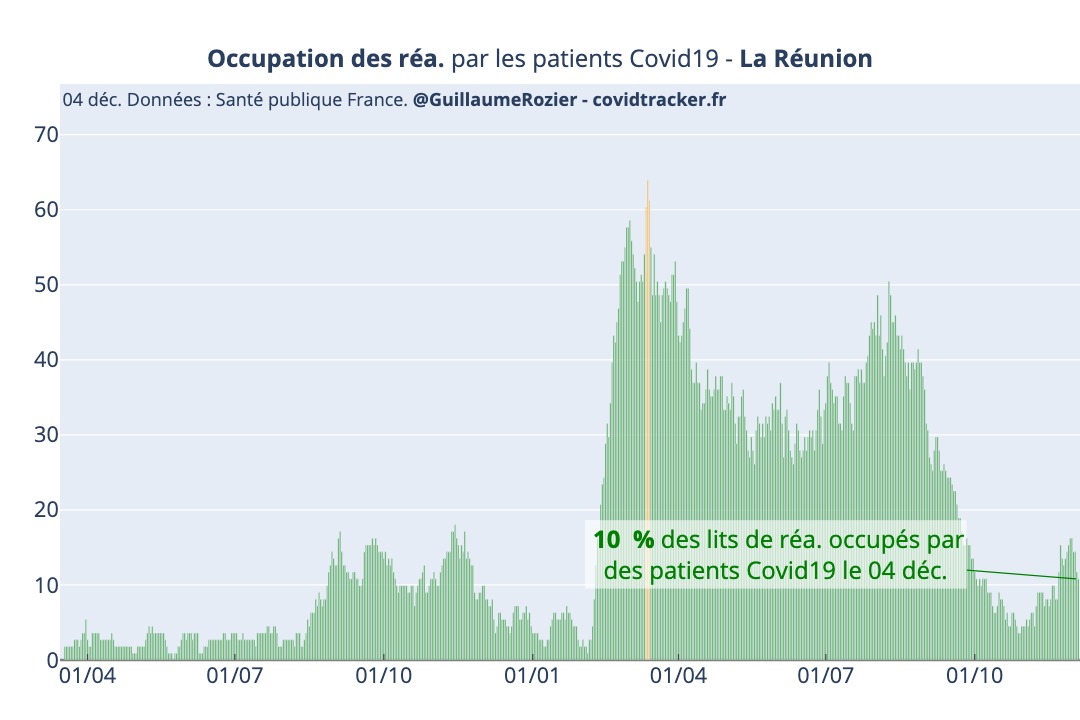 Occupation des réa. par les patients Covid19 - La Réunion
04 déc. Données : Santé publique France. @GuillaumeRozier - covidtracker.fr
70
60
50
40
30
20
10
0
10 % des lits de réa. occupés par
des patients Covid19 le 04 déc.
01/04 01/07 01/10 01/01 01/04 01/07 01/10